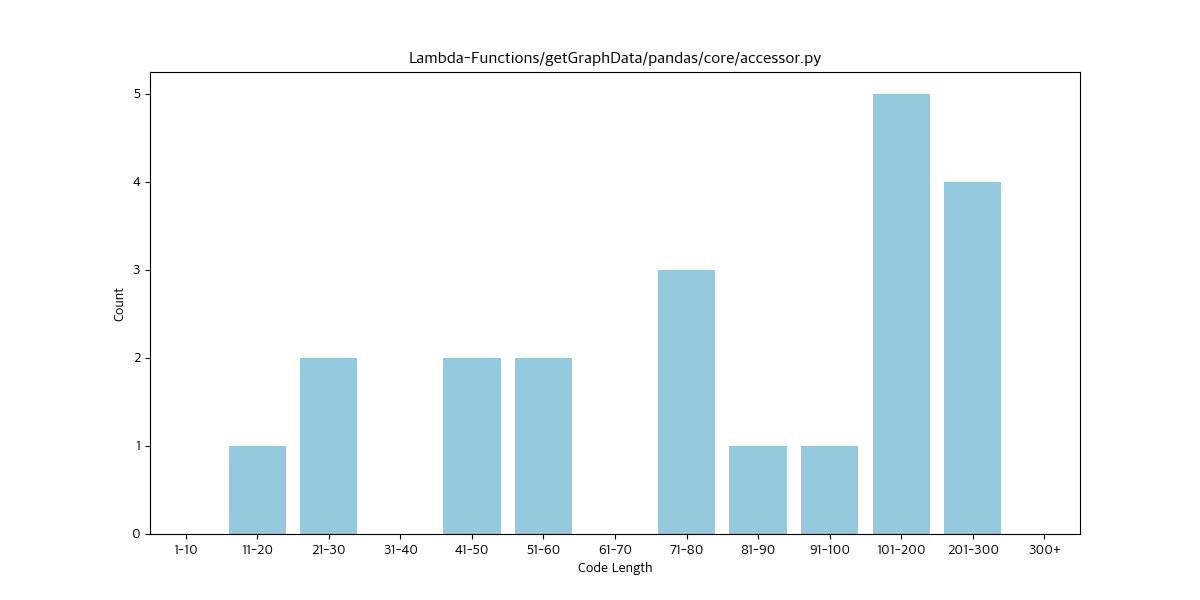 Lambda-Functions/getGraphData/pandas/core/accessor.py
5
4
3
2
1
0
Count
1-10 11-20 21-30 31-40 41-50 51-60 61-70 71-80 81-90 91-100 101-200 201-300 300+
Code Length